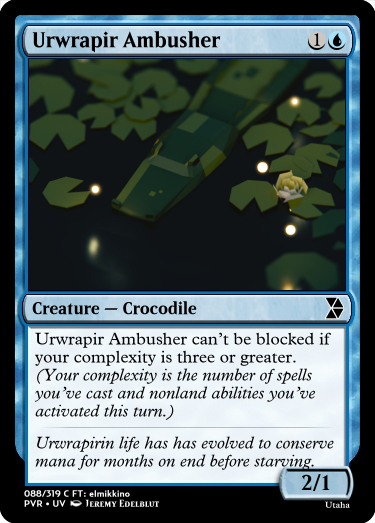 Urwrapir Ambusher 1
Creature — Crocodile
Urwrapir Ambusher can't be blocked if
your complexity is three or greater.
(Your complexity is the number of spells
you've cast and nonland abilities you've
activated this turn.)
Urwrapirin life has has evolved to conserve
mana for months on end before starving.
2/1
088/319 C FT: elmikkino
PVR • UV Jeremy Edelblut
Utaha